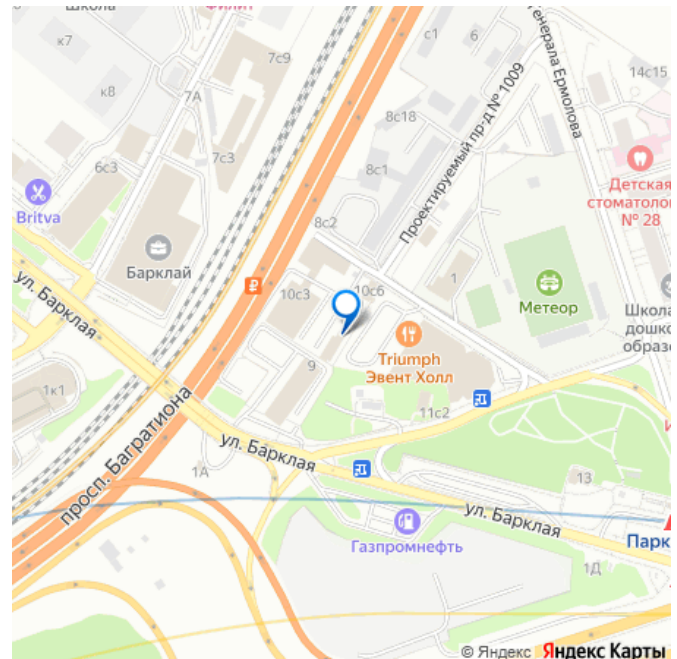 Школа
Филит
к7
7с9
с1
6
Генерала Ермолова
14с15
к8
7А
8с18
Проектируемый пр-д № 1009
6с3
7с3
8с1
Детская
стоматоло
№ 28
Britva
8с2
Барклай
ул. Барклая
10с3
10с6
1
Метеор
Школа
дошко
образо
Triumph
Эвент Холл
9
1к1
11с2
просп. Багратиона
ул. Барклая
1А
13
ул. Барклая
Газпромнефть
Парк
1Д
© Яндекс Яндекс Карты